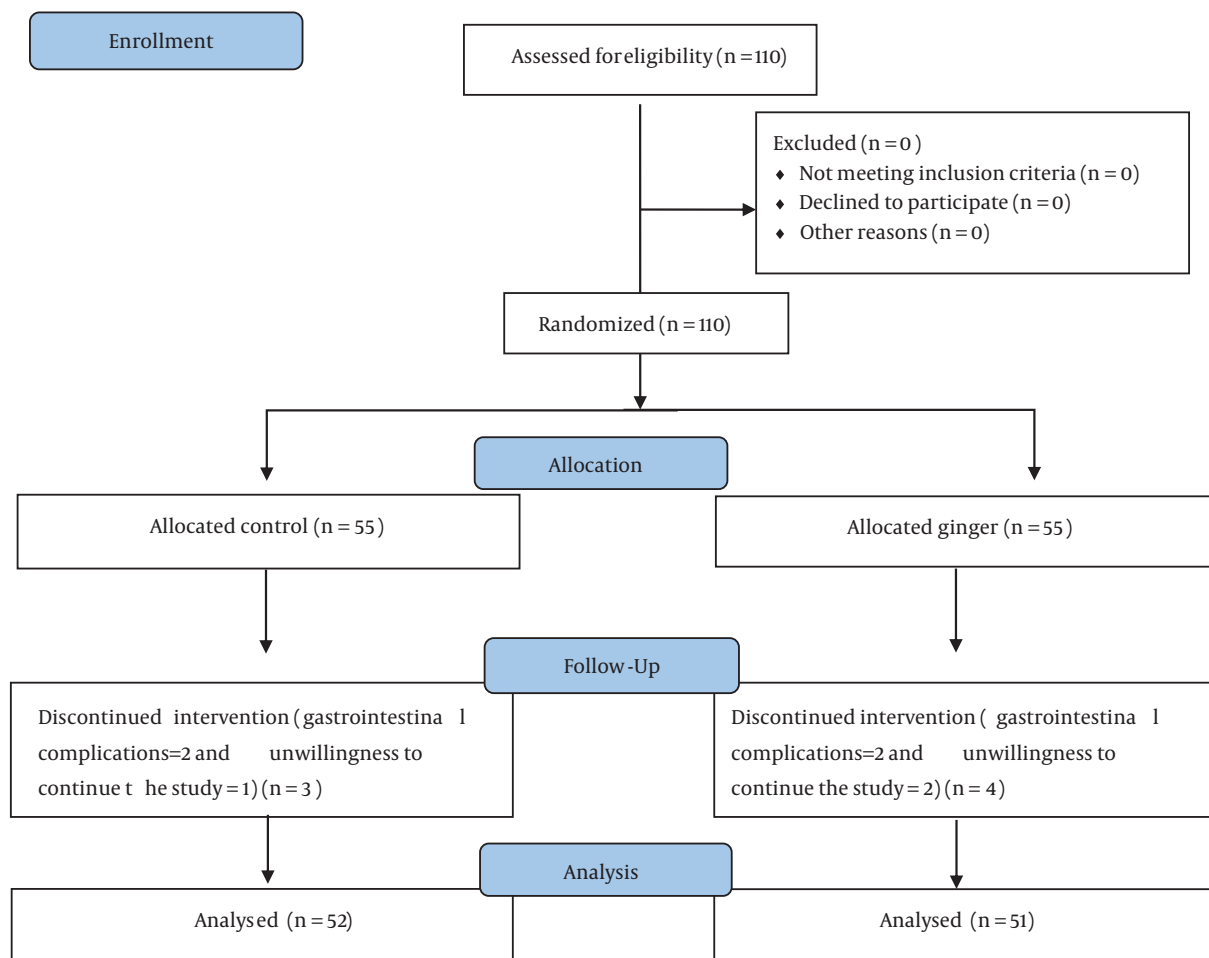 Enrollment
Assessed for eligibility (n = 110)
Excluded (n = 0 )
♦ Not meeting inclusion criteria (n = 0)
♦ Declined to participate (n = 0)
♦ Other reasons (n = 0)
Randomized (n = 110)
Allocation
Allocated control (n = 55 )
Allocated ginger (n = 55 )
Follow -Up
Discontinued intervention ( gastrointestina l
complications=2 and unwillingness to
continue t he study = 1) (n = 3 )
Discontinued intervention ( gastrointestina l
complications=2 and unwillingness to
continue the study = 2) (n = 4 )
Analysis
Analysed (n = 52)
Analysed (n = 51)